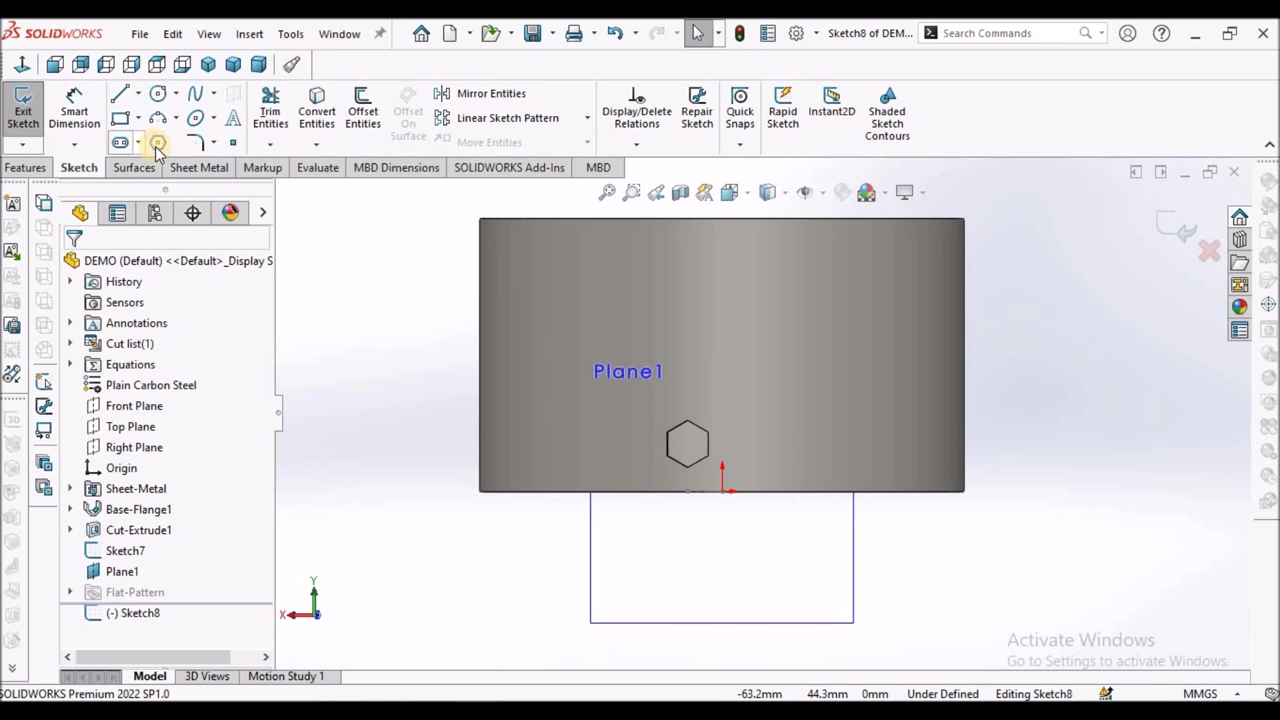 SOLIDWORKS File Edit View Insert Tools Window Sketch8 of DEM... Search Commands
Exit Sketch Smart Dimension Trim Entities Convert Entities Offset Entities Offset On Surface Mirror Entities Linear Sketch Pattern Move Entities Display/Delete Relations Repair Sketch Quick Snaps Rapid Sketch Instant2D Shaded Sketch Contours
Features Sketch Surfaces Sheet Metal Markup Evaluate MBD Dimensions SOLIDWORKS Add-Ins MBD
DEMO (Default) <<Default>_Display S
History
Sensors
Annotations
Cut list(1)
Equations
Plain Carbon Steel
Front Plane
Top Plane
Right Plane
Origin
Sheet-Metal
Base-Flange1
Cut-Extrude1
Sketch7
Plane1
Flat-Pattern
(-) Sketch8
Plane1
Y
X
Activate Windows
Go to Settings to activate Windows.
Model 3D Views Motion Study 1
SOLIDWORKS Premium 2022 SP1.0 -63.2mm 44.3mm 0mm Under Defined Editing Sketch8 MMGS